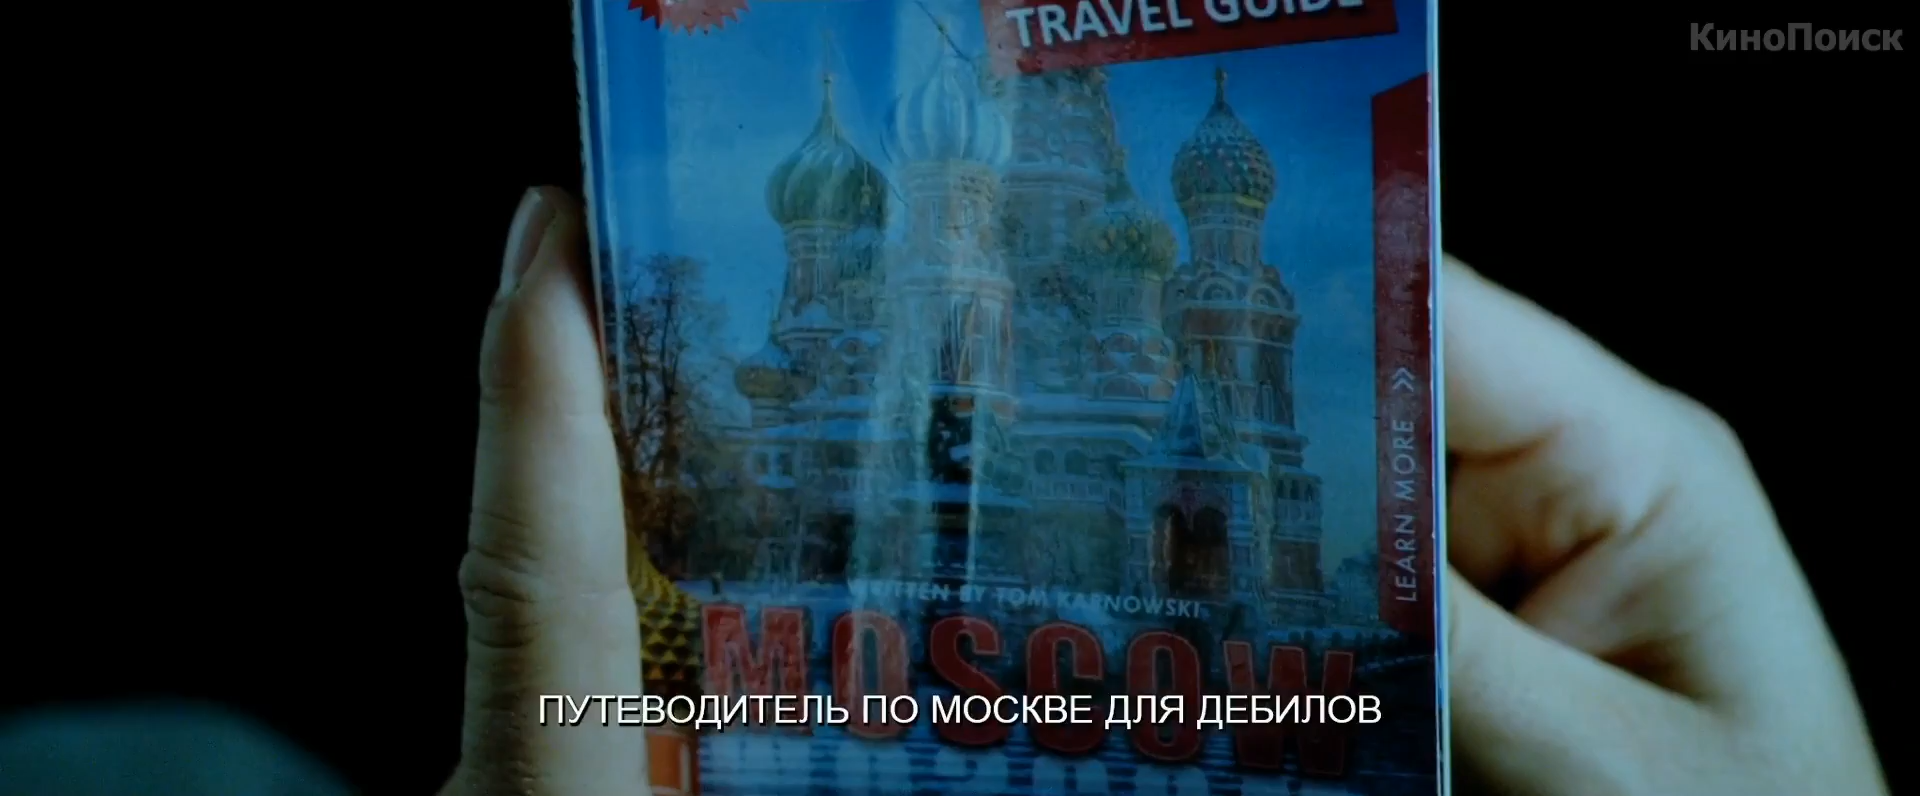 TRAVEL GUIDE
КиноПоиск
LEARN MORE >>
WRITTEN BY TOM KARNOWSKI
MOSCOW
ПУТЕВОДИТЕЛЬ ПО МОСКВЕ ДЛЯ ДЕБИЛОВ